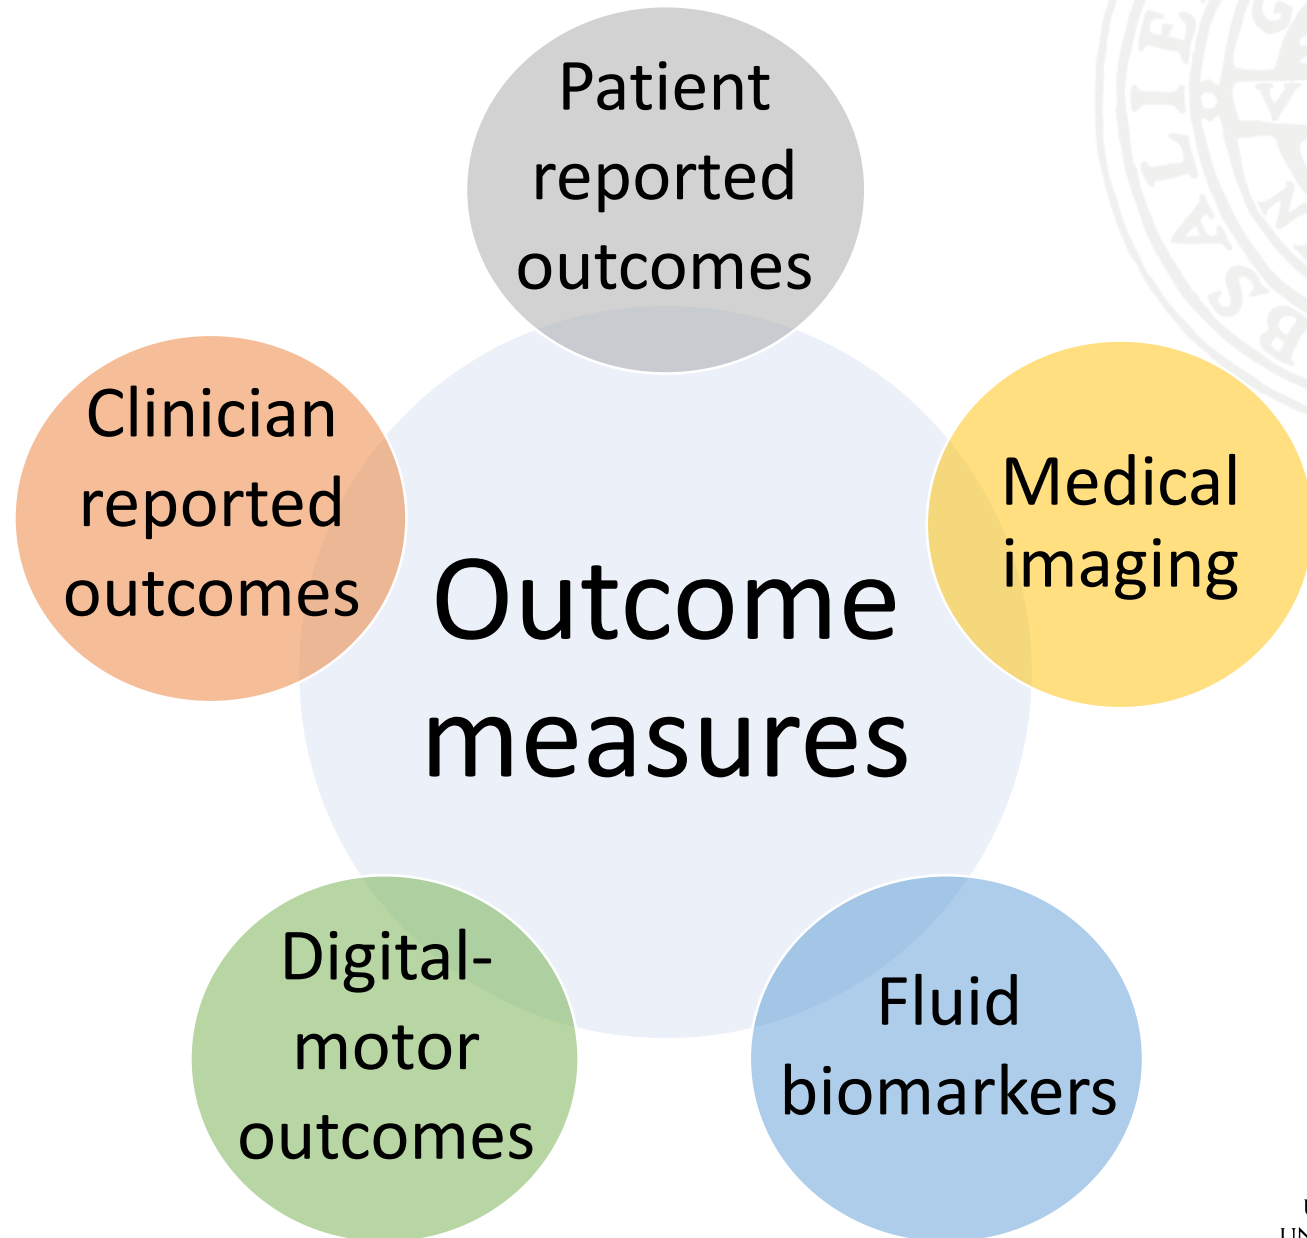 Patient
reported
outcomes
Clinician
reported
outcomes
Medical
imaging
Outcome
measures
Digital-
motor
outcomes
Fluid
biomarkers